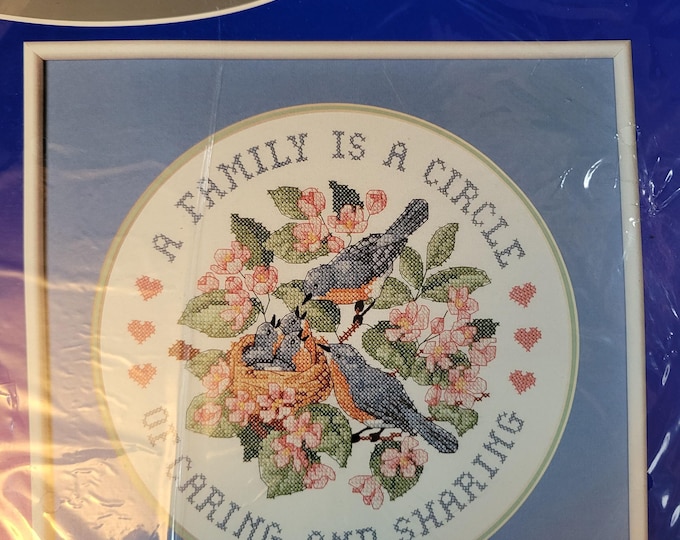 A FAMILY IS A CIRCLE
OF CARING AND SHARING